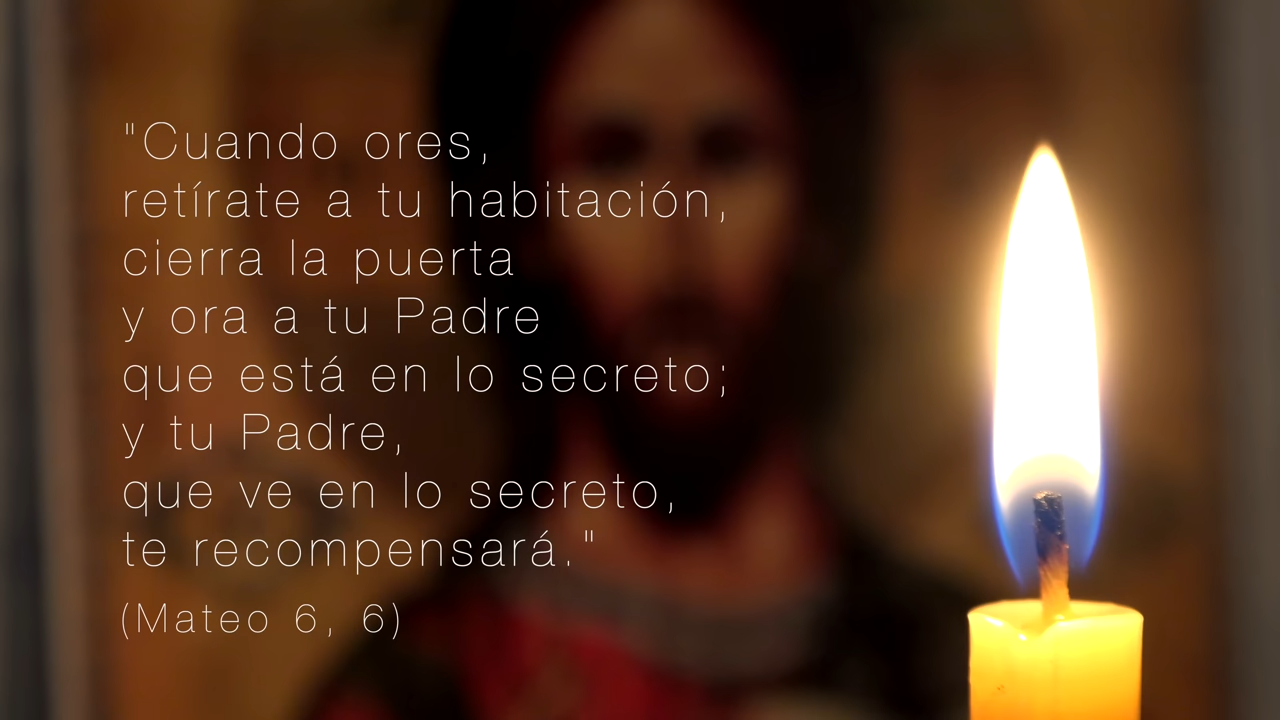 "Cuando ores,
retírate a tu habitación,
cierra la puerta
y ora a tu Padre
que está en lo secreto;
y tu Padre,
que ve en lo secreto,
te recompensará."
(Mateo 6, 6)